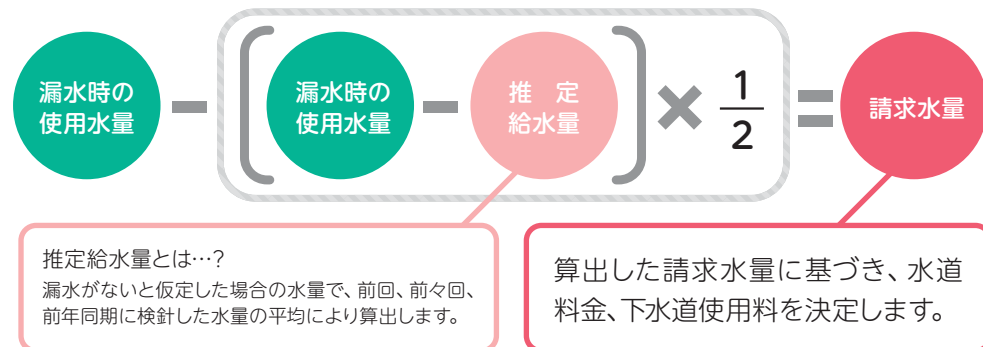 漏水時の
使用水量
−
[
漏水時の
使用水量
−
推 定
給水量
]
×
1
2
=
請求水量
推定給水量とは…?
漏水がないと仮定した場合の水量で、前回、前々回、
前年同期に検針した水量の平均により算出します。
算出した請求水量に基づき、水道
料金、下水道使用料を決定します。